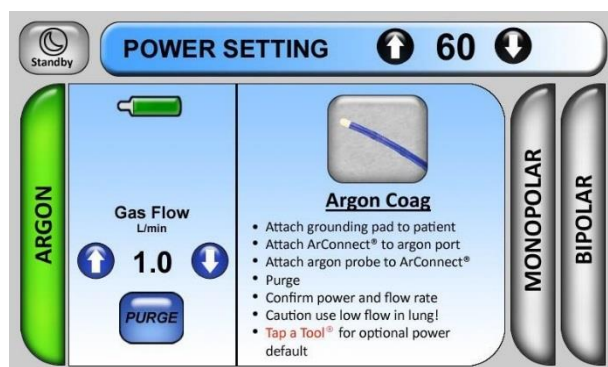 Standby
POWER SETTING 60
ARGON
Gas Flow
L/min
1.0
PURGE
Argon Coag
• Attach grounding pad to patient
• Attach ArConnect® to argon port
• Attach argon probe to ArConnect®
• Purge
• Confirm power and flow rate
• Caution use low flow in lung!
• Tap a Tool® for optional power
default
MONOPOLAR
BIPOLAR